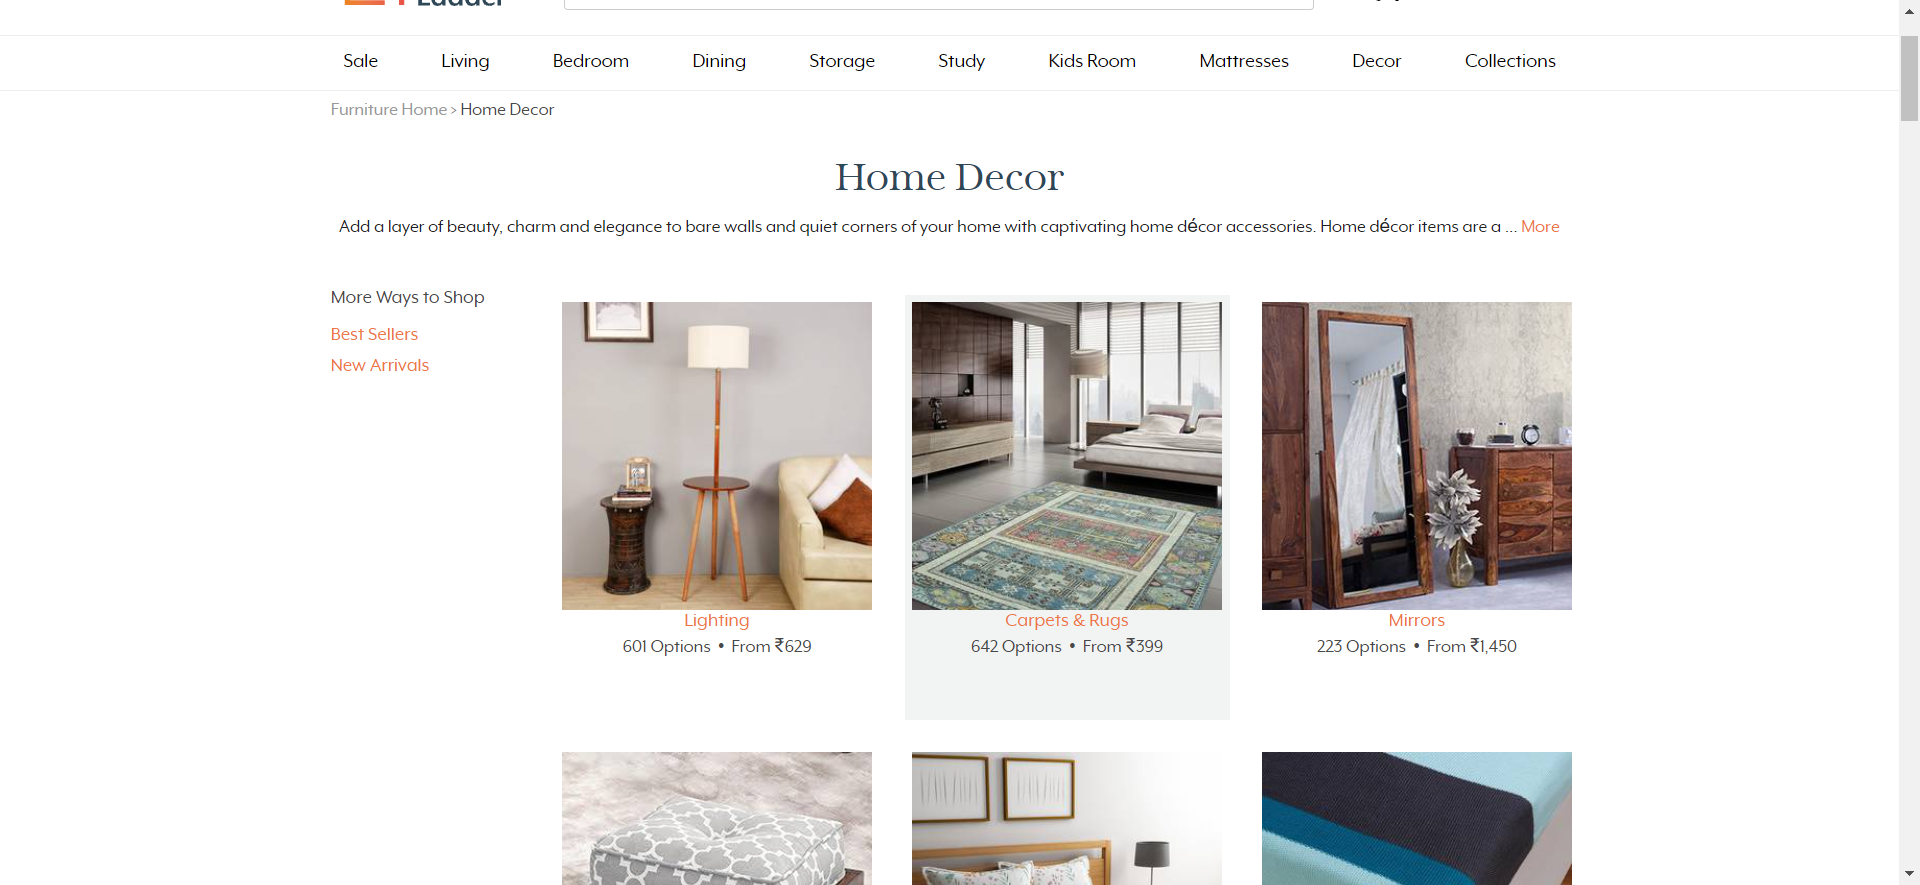 Ladder
Sale Living Bedroom Dining Storage Study Kids Room Mattresses Decor Collections
Furniture Home > Home Decor
Home Decor
Add a layer of beauty, charm and elegance to bare walls and quiet corners of your home with captivating home décor accessories. Home décor items are a ... More
More Ways to Shop
Best Sellers
New Arrivals
Lighting
601 Options • From ₹629
Carpets & Rugs
642 Options • From ₹399
Mirrors
223 Options • From ₹1,450